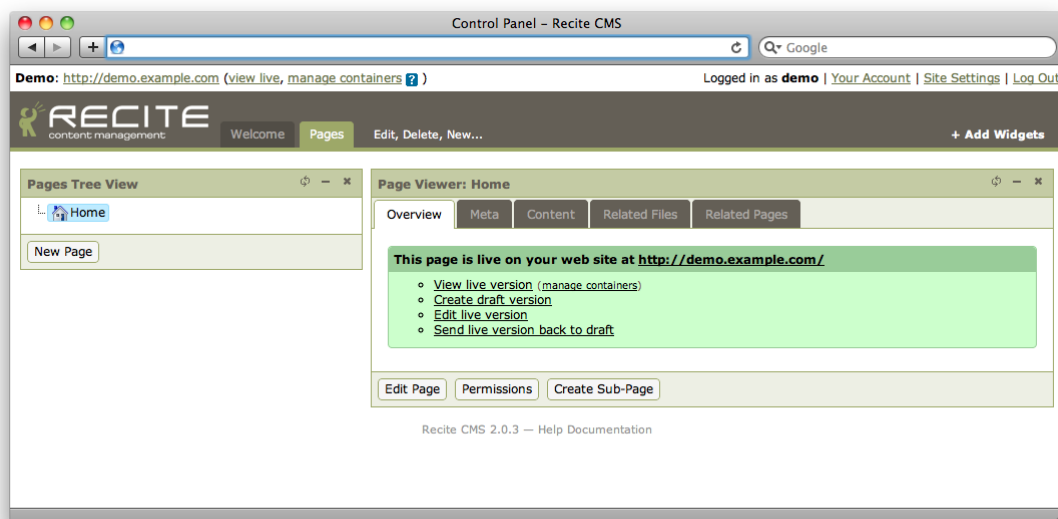 Control Panel – Recite CMS
Google
Demo: http://demo.example.com (view live, manage containers ? )
Logged in as demo | Your Account | Site Settings | Log Out
RECITE
content management
Welcome
Pages
Edit, Delete, New...
+ Add Widgets
Pages Tree View
Home
New Page
Page Viewer: Home
Overview
Meta
Content
Related Files
Related Pages
This page is live on your web site at http://demo.example.com/
View live version (manage containers)
Create draft version
Edit live version
Send live version back to draft
Edit Page
Permissions
Create Sub-Page
Recite CMS 2.0.3 — Help Documentation